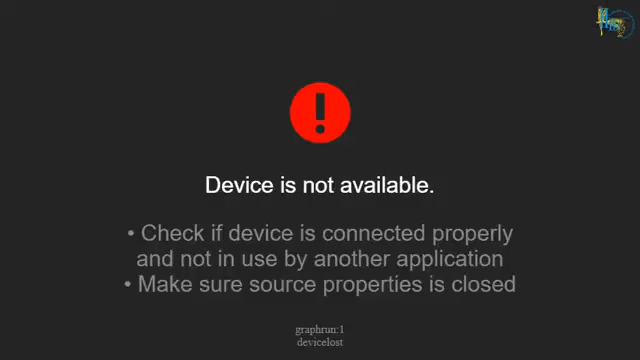 Device is not available.
• Check if device is connected properly
and not in use by another application
• Make sure source properties is closed
graphrun:1
devicelost